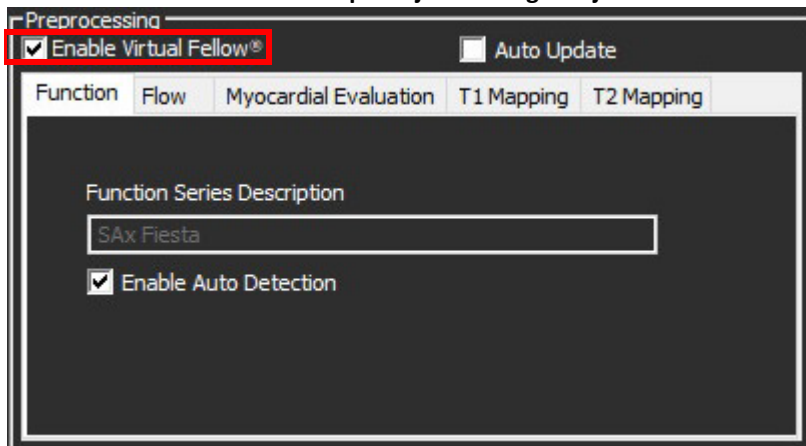 Preprocessing
Enable Virtual Fellow® Auto Update
Function Flow Myocardial Evaluation T1 Mapping T2 Mapping
Function Series Description
SAx Fiesta
Enable Auto Detection